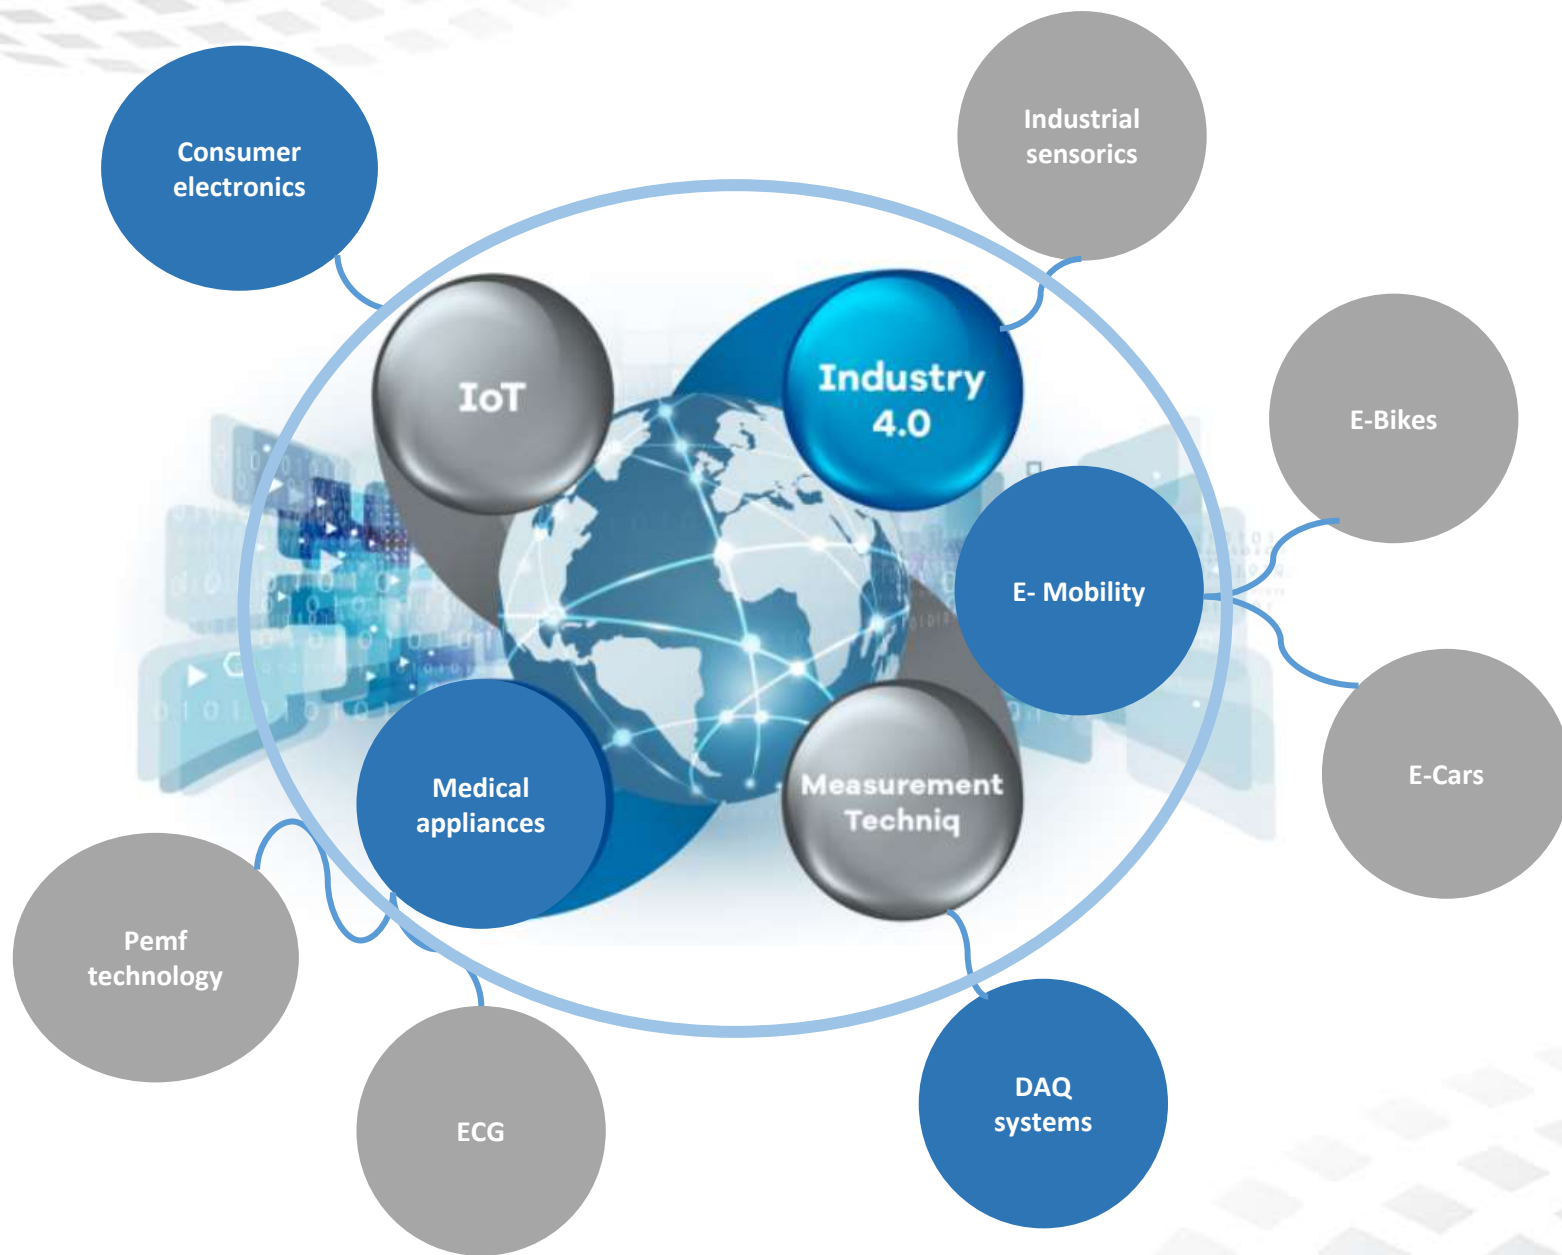 Consumer
electronics
Industrial
sensorics
IoT
Industry
4.0
E-Bikes
E- Mobility
Medical
appliances
Measurement
Techniq
E-Cars
Pemf
technology
ECG
DAQ
systems